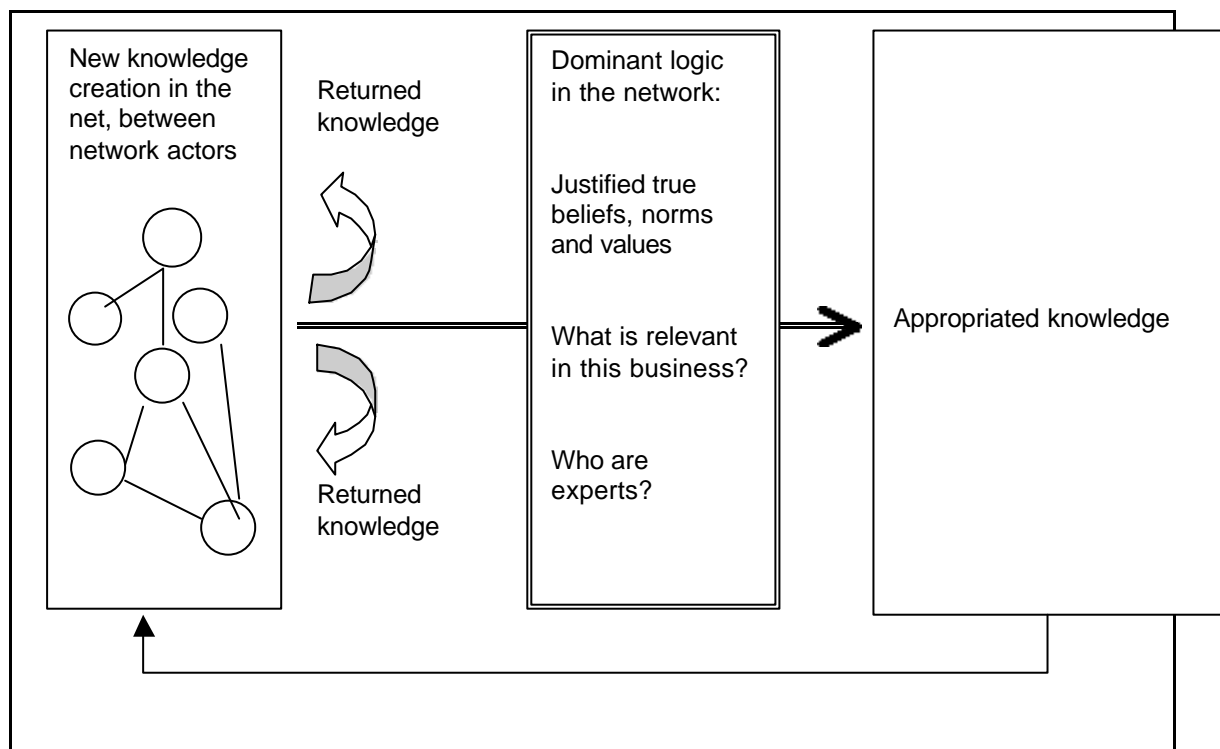 New knowledge
creation in the
net, between
network actors
Returned
knowledge
Returned
knowledge
Dominant logic
in the network:
Justified true
beliefs, norms
and values
What is relevant
in this business?
Who are
experts?
Appropriated knowledge